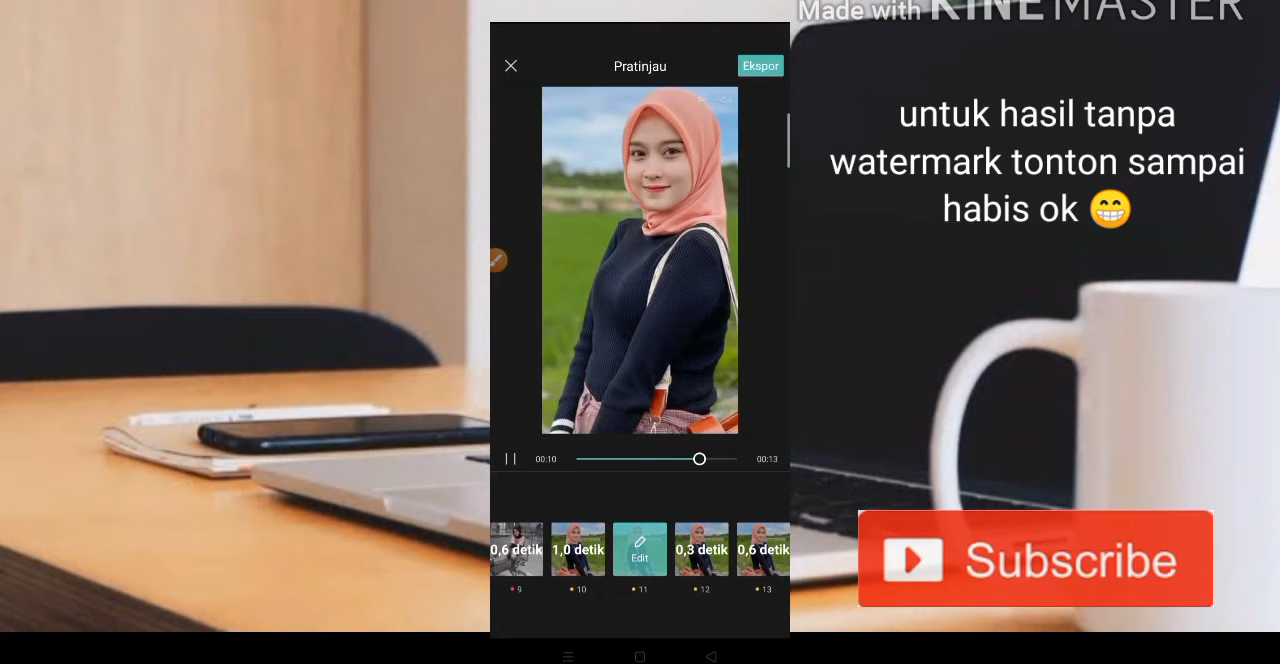 Made with KINEMASTER
Pratinjau
Ekspor
untuk hasil tanpa
watermark tonton sampai
habis ok 😁
00:10
00:13
0,6 detik
1,0 detik
Edit
0,3 detik
0,6 detik
9
10
11
12
13
Subscribe